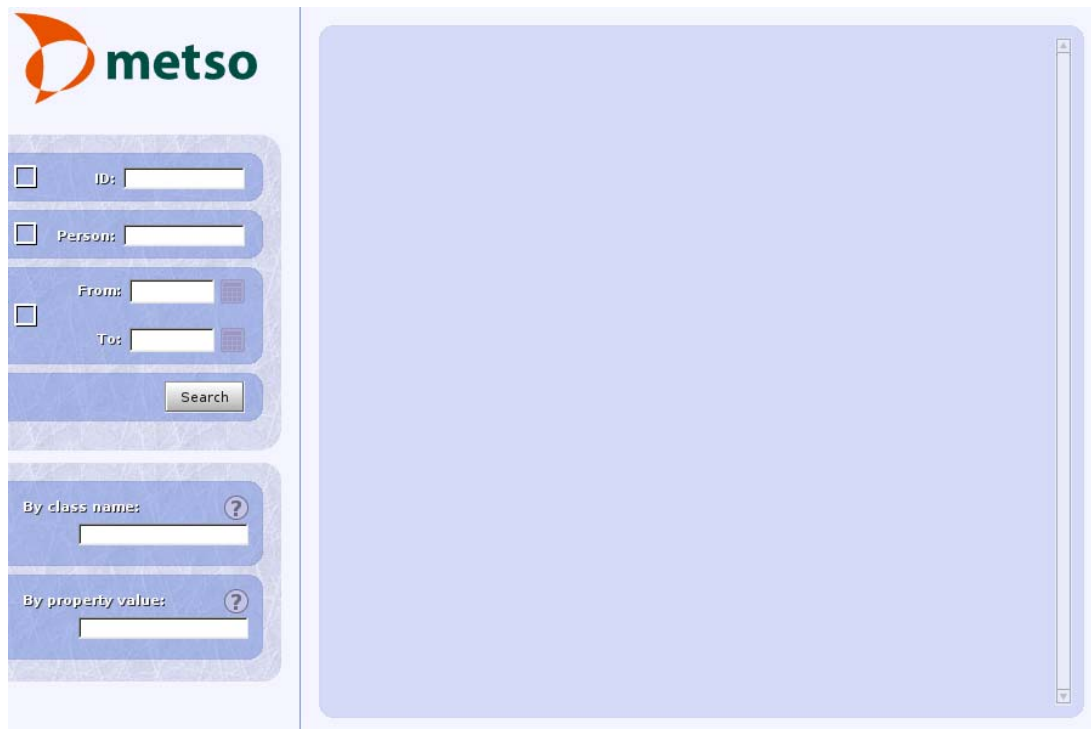 metso
ID:
Person:
From:
To:
Search
By class name:
?
By property value:
?